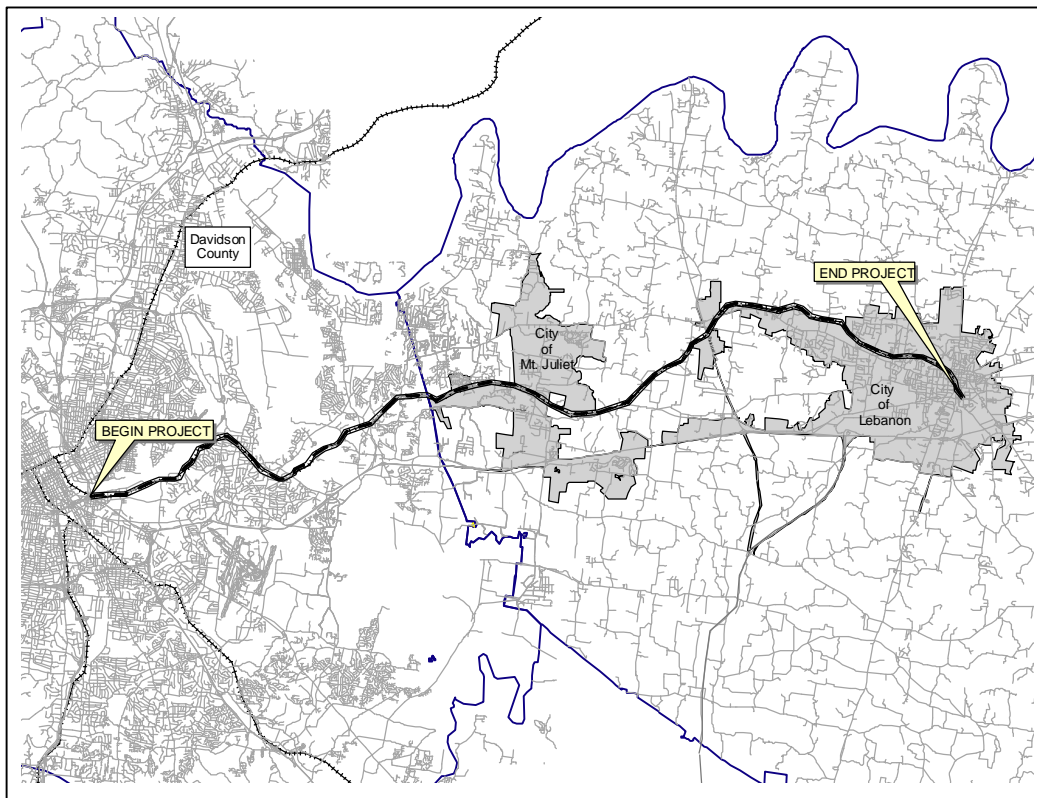 Davidson
County
END PROJECT
City
of
Mt. Juliet
City
of
Lebanon
BEGIN PROJECT